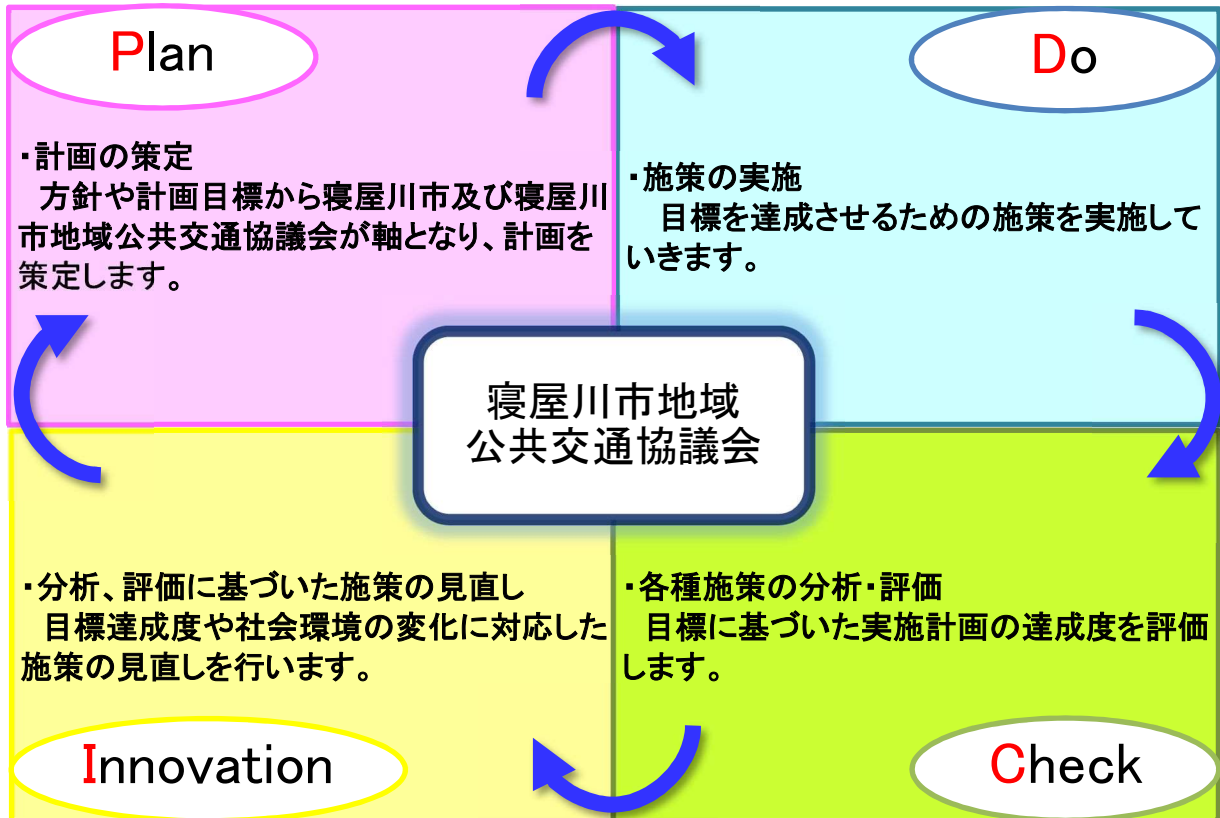 Plan
・計画の策定
方針や計画目標から寝屋川市及び寝屋川
市地域公共交通協議会が軸となり、計画を
策定します。
Do
・施策の実施
目標を達成させるための施策を実施して
いきます。
寝屋川市地域
公共交通協議会
・分析、評価に基づいた施策の見直し
目標達成度や社会環境の変化に対応した
施策の見直しを行います。
Innovation
・各種施策の分析・評価
目標に基づいた実施計画の達成度を評価
します。
Check